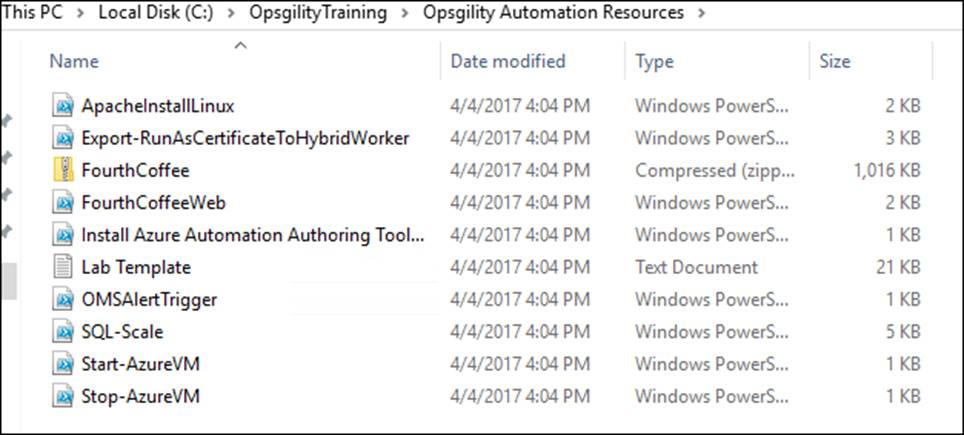 This PC > Local Disk (C:) > OpsgilityTraining > Opsgility Automation Resources >
Name Date modified Type Size
ApacheInstallLinux 4/4/2017 4:04 PM Windows PowerS... 2 KB
Export-RunAsCertificateToHybridWorker 4/4/2017 4:04 PM Windows PowerS... 3 KB
FourthCoffee 4/4/2017 4:04 PM Compressed (zipp... 1,016 KB
FourthCoffeeWeb 4/4/2017 4:04 PM Windows PowerS... 2 KB
Install Azure Automation Authoring Tool... 4/4/2017 4:04 PM Windows PowerS... 1 KB
Lab Template 4/4/2017 4:04 PM Text Document 21 KB
OMSAlertTrigger 4/4/2017 4:04 PM Windows PowerS... 1 KB
SQL-Scale 4/4/2017 4:04 PM Windows PowerS... 5 KB
Start-AzureVM 4/4/2017 4:04 PM Windows PowerS... 1 KB
Stop-AzureVM 4/4/2017 4:04 PM Windows PowerS... 1 KB